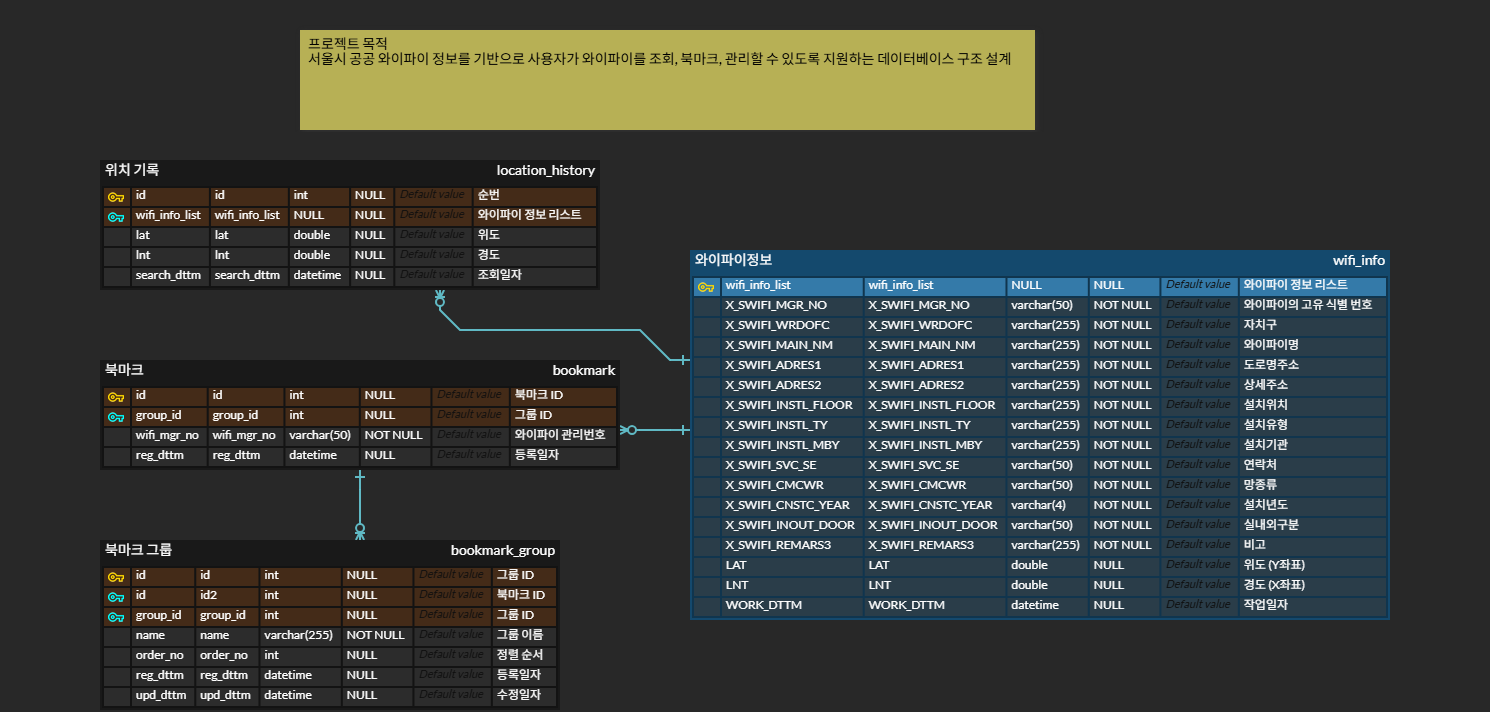 프로젝트 목적
서울시 공공 와이파이 정보를 기반으로 사용자가 와이파이를 조회, 북마크, 관리할 수 있도록 지원하는 데이터베이스 구조 설계
위치 기록 location_history
id id int NULL Default value 순번
wifi_info_list wifi_info_list NULL NULL Default value 와이파이 정보 리스트
lat lat double NULL Default value 위도
lnt lnt double NULL Default value 경도
search_dttm search_dttm datetime NULL Default value 조회일자
북마크 bookmark
id id int NULL Default value 북마크 ID
group_id group_id int NULL Default value 그룹 ID
wifi_mgr_no wifi_mgr_no varchar(50) NOT NULL Default value 와이파이 관리번호
reg_dttm reg_dttm datetime NULL Default value 등록일자
북마크 그룹 bookmark_group
id id int NULL Default value 그룹 ID
id id2 int NULL Default value 북마크 ID
group_id group_id int NULL Default value 그룹 ID
name name varchar(255) NOT NULL Default value 그룹 이름
order_no order_no int NULL Default value 정렬 순서
reg_dttm reg_dttm datetime NULL Default value 등록일자
upd_dttm upd_dttm datetime NULL Default value 수정일자
와이파이정보 wifi_info
wifi_info_list wifi_info_list NULL NULL Default value 와이파이 정보 리스트
X_SWIFI_MGR_NO X_SWIFI_MGR_NO varchar(50) NOT NULL Default value 와이파이의 고유 식별 번호
X_SWIFI_WRDOFC X_SWIFI_WRDOFC varchar(255) NOT NULL Default value 자치구
X_SWIFI_MAIN_NM X_SWIFI_MAIN_NM varchar(255) NOT NULL Default value 와이파이명
X_SWIFI_ADRES1 X_SWIFI_ADRES1 varchar(255) NOT NULL Default value 도로명주소
X_SWIFI_ADRES2 X_SWIFI_ADRES2 varchar(255) NOT NULL Default value 상세주소
X_SWIFI_INSTL_FLOOR X_SWIFI_INSTL_FLOOR varchar(255) NOT NULL Default value 설치위치
X_SWIFI_INSTL_TY X_SWIFI_INSTL_TY varchar(255) NOT NULL Default value 설치유형
X_SWIFI_INSTL_MBY X_SWIFI_INSTL_MBY varchar(255) NOT NULL Default value 설치기관
X_SWIFI_SVC_SE X_SWIFI_SVC_SE varchar(50) NOT NULL Default value 연락처
X_SWIFI_CMCWR X_SWIFI_CMCWR varchar(50) NOT NULL Default value 망종류
X_SWIFI_CNSTC_YEAR X_SWIFI_CNSTC_YEAR varchar(4) NOT NULL Default value 설치년도
X_SWIFI_INOUT_DOOR X_SWIFI_INOUT_DOOR varchar(50) NOT NULL Default value 실내외구분
X_SWIFI_REMARS3 X_SWIFI_REMARS3 varchar(255) NOT NULL Default value 비고
LAT LAT double NULL Default value 위도 (Y좌표)
LNT LNT double NULL Default value 경도 (X좌표)
WORK_DTTM WORK_DTTM datetime NULL Default value 작업일자